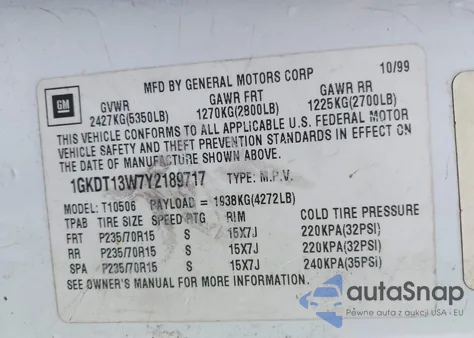 10/99
MFD BY GENERAL MOTORS CORP
GM
GVWR GAWR FRT GAWR RR
2427KG(5350LB) 1270KG(2800LB) 1225KG(2700LB)
THIS VEHICLE CONFORMS TO ALL APPLICABLE U.S. FEDERAL MOTOR
VEHICLE SAFETY AND THEFT PREVENTION STANDARDS IN EFFECT ON
THE DATE OF MANUFACTURE SHOWN ABOVE.
1GKDT13W7Y2189717 TYPE: M.P.V.
MODEL: T10506 PAYLOAD = 1938KG(4272LB)
TPAB TIRE SIZE SPEED RTG RIM COLD TIRE PRESSURE
FRT P235/70R15 S 15X7J 220KPA(32PSI)
RR P235/70R15 S 15X7J 220KPA(32PSI)
SPA P235/70R15 S 15X7J 240KPA(35PSI)
SEE OWNER'S MANUAL FOR MORE INFORMATION.
autoSnap
Pewne auta z